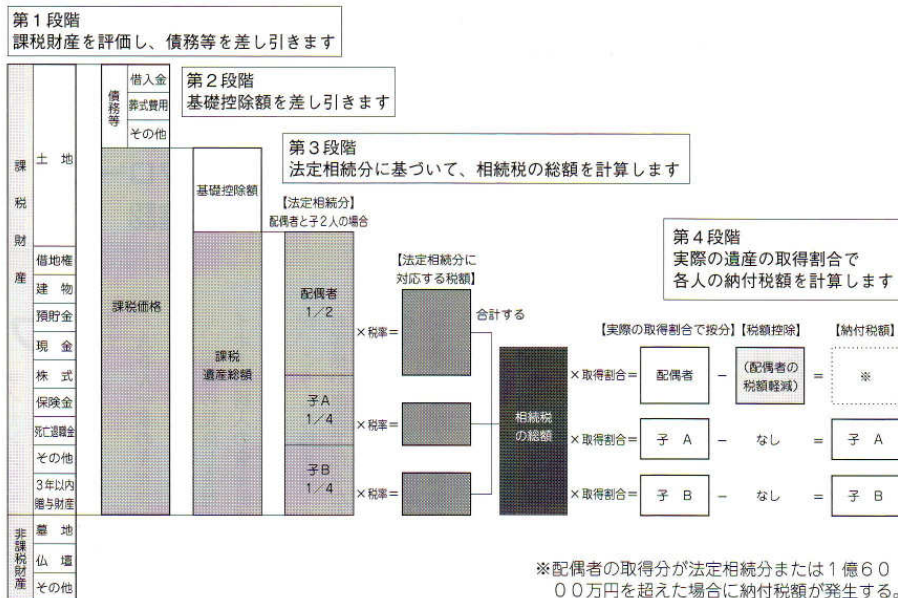 第１段階
課税財産を評価し、債務等を差し引きます
第２段階
基礎控除額を差し引きます
第３段階
法定相続分に基づいて、相続税の総額を計算します
第４段階
実際の遺産の取得割合で
各人の納付税額を計算します
課税財産
土地
借地権
建物
預貯金
現金
株式
保険金
死亡退職金
その他
３年以内
贈与財産
非課税財産
墓地
仏壇
その他
債務等
借入金
葬式費用
その他
課税価格
基礎控除額
課税
遺産総額
【法定相続分】
配偶者と子２人の場合
配偶者
１／２
子Ａ
１／４
子Ｂ
１／４
【法定相続分に
対応する税額】
×税率＝
×税率＝
×税率＝
合計する
相続税
の総額
【実際の取得割合で按分】【税額控除】【納付税額】
×取得割合＝ 配偶者 － （配偶者の
税額軽減） ＝ ※
×取得割合＝ 子Ａ － なし ＝ 子Ａ
×取得割合＝ 子Ｂ － なし ＝ 子Ｂ
※配偶者の取得分が法定相続分または１億６０
００万円を超えた場合に納付税額が発生する。